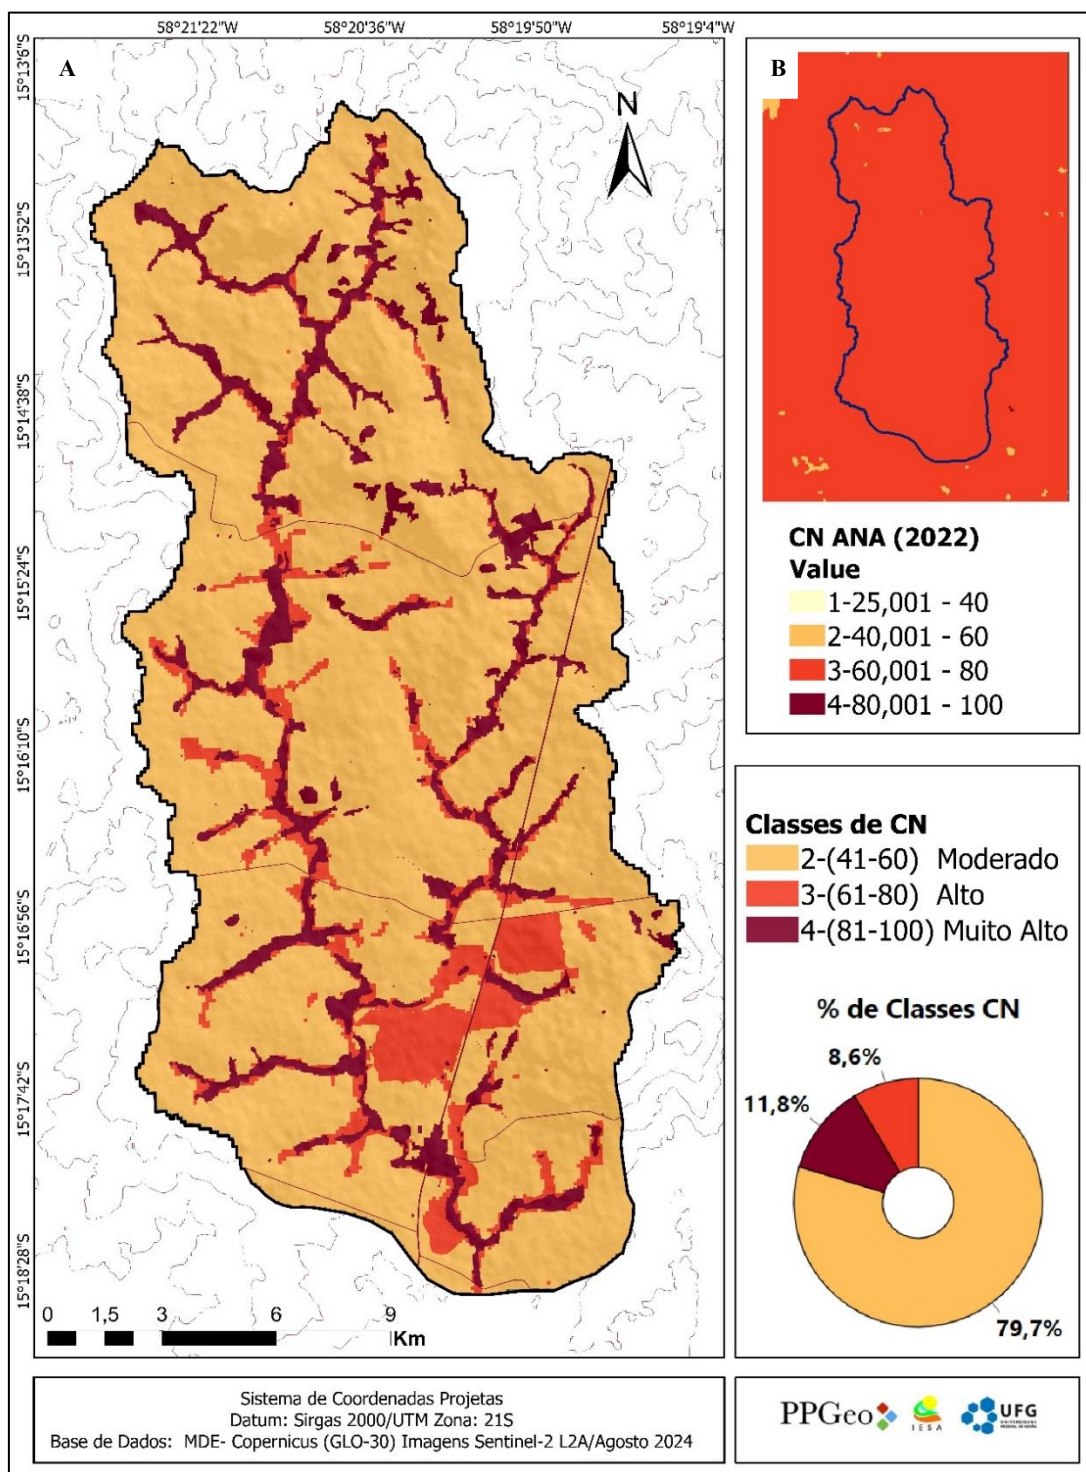 58°21'22"W 58°20'36"W 58°19'50"W 58°19'4"W
15°13'6"S
15°13'52"S
15°14'38"S
15°15'24"S
15°16'10"S
15°16'56"S
15°17'42"S
15°18'28"S
A
N
0 1,5 3 6 9
Km
B
CN ANA (2022)
Value
1-25,001 - 40
2-40,001 - 60
3-60,001 - 80
4-80,001 - 100
Classes de CN
2-(41-60) Moderado
3-(61-80) Alto
4-(81-100) Muito Alto
% de Classes CN
8,6%
11,8%
79,7%
Sistema de Coordenadas Projetas
Datum: Sirgas 2000/UTM Zona: 21S
Base de Dados: MDE- Copernicus (GLO-30) Imagens Sentinel-2 L2A/Agosto 2024
PPGeo
IESA
UFG